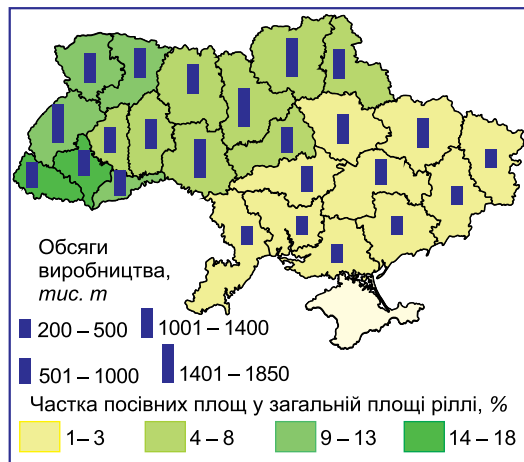 Обсяги
виробництва,
тис. т
200 – 500
1001 – 1400
501 – 1000
1401 – 1850
Частка посівних площ у загальній площі ріллі, %
1 – 3
4 – 8
9 – 13
14 – 18